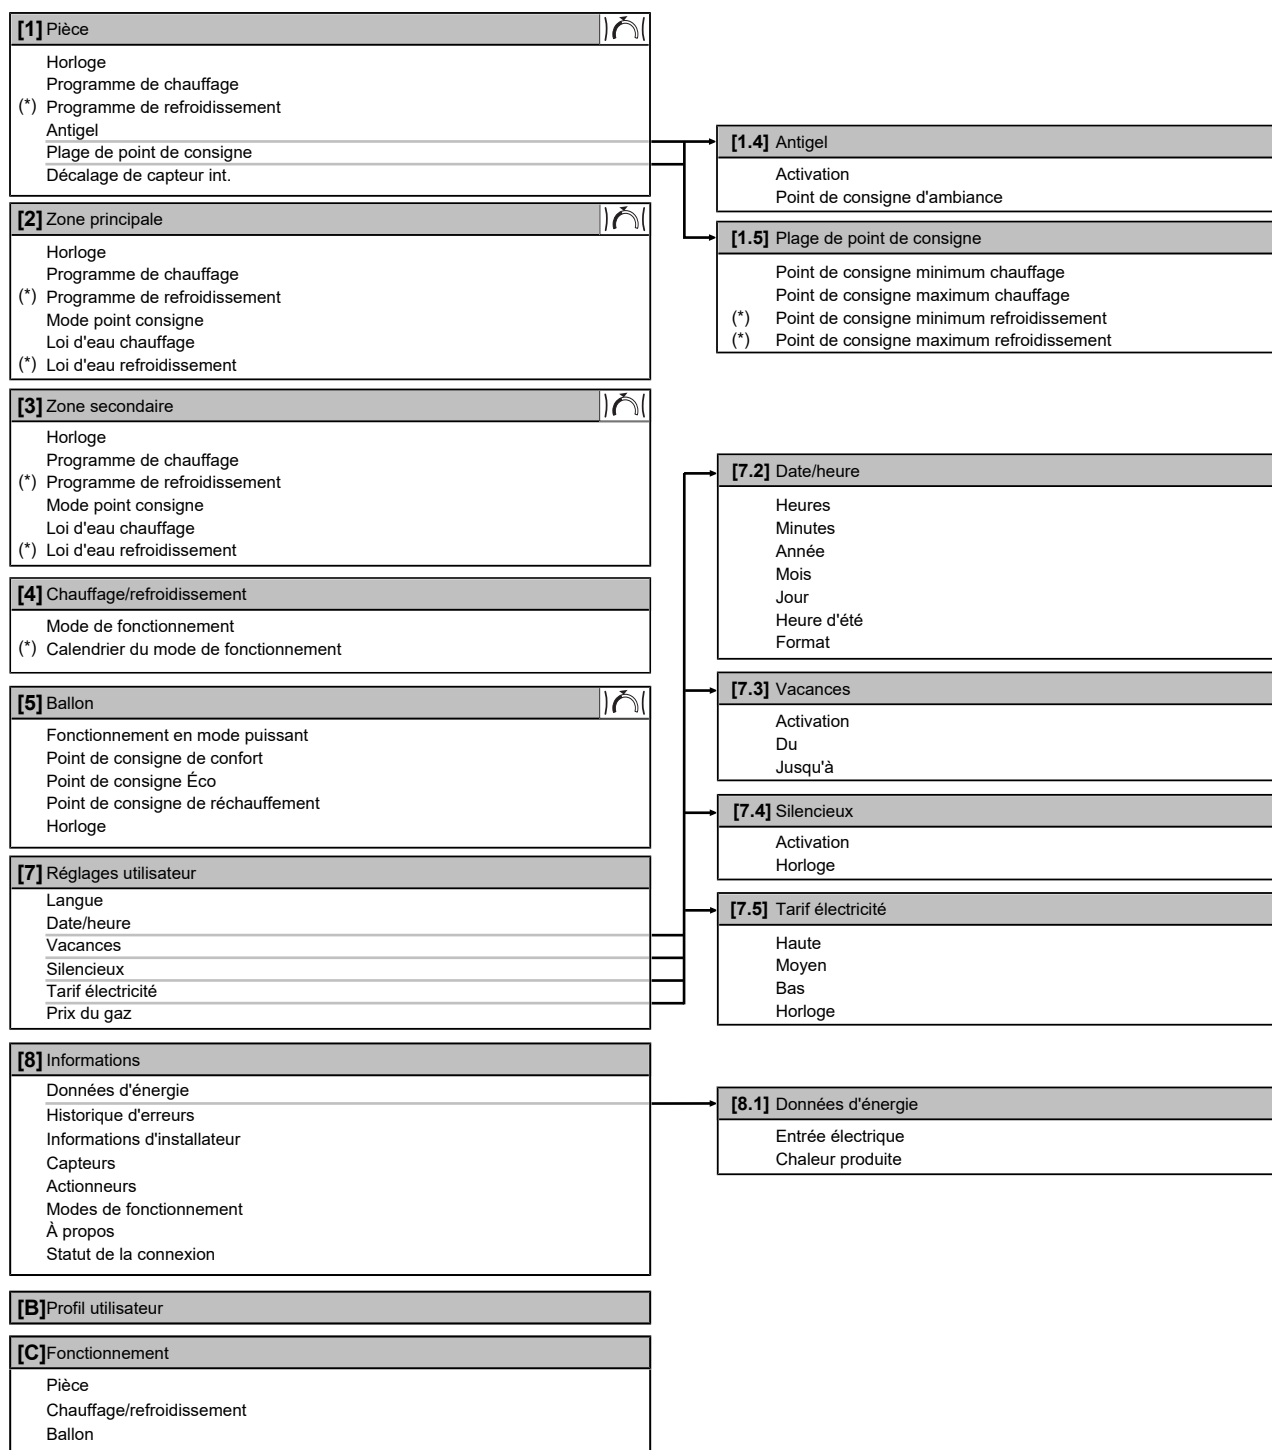 [1] Pièce
Horloge
Programme de chauffage
(*) Programme de refroidissement
Antigel
Plage de point de consigne
Décalage de capteur int.
[2] Zone principale
Horloge
Programme de chauffage
(*) Programme de refroidissement
Mode point consigne
Loi d'eau chauffage
(*) Loi d'eau refroidissement
[3] Zone secondaire
Horloge
Programme de chauffage
(*) Programme de refroidissement
Mode point consigne
Loi d'eau chauffage
(*) Loi d'eau refroidissement
[4] Chauffage/refroidissement
Mode de fonctionnement
(*) Calendrier du mode de fonctionnement
[5] Ballon
Fonctionnement en mode puissant
Point de consigne de confort
Point de consigne Éco
Point de consigne de réchauffement
Horloge
[7] Réglages utilisateur
Langue
Date/heure
Vacances
Silencieux
Tarif électricité
Prix du gaz
[8] Informations
Données d'énergie
Historique d'erreurs
Informations d'installateur
Capteurs
Actionneurs
Modes de fonctionnement
À propos
Statut de la connexion
[B] Profil utilisateur
[C] Fonctionnement
Pièce
Chauffage/refroidissement
Ballon
[1.4] Antigel
Activation
Point de consigne d'ambiance
[1.5] Plage de point de consigne
Point de consigne minimum chauffage
Point de consigne maximum chauffage
(*) Point de consigne minimum refroidissement
(*) Point de consigne maximum refroidissement
[7.2] Date/heure
Heures
Minutes
Année
Mois
Jour
Heure d'été
Format
[7.3] Vacances
Activation
Du
Jusqu'à
[7.4] Silencieux
Activation
Horloge
[7.5] Tarif électricité
Haute
Moyen
Bas
Horloge
[8.1] Données d'énergie
Entrée électrique
Chaleur produite